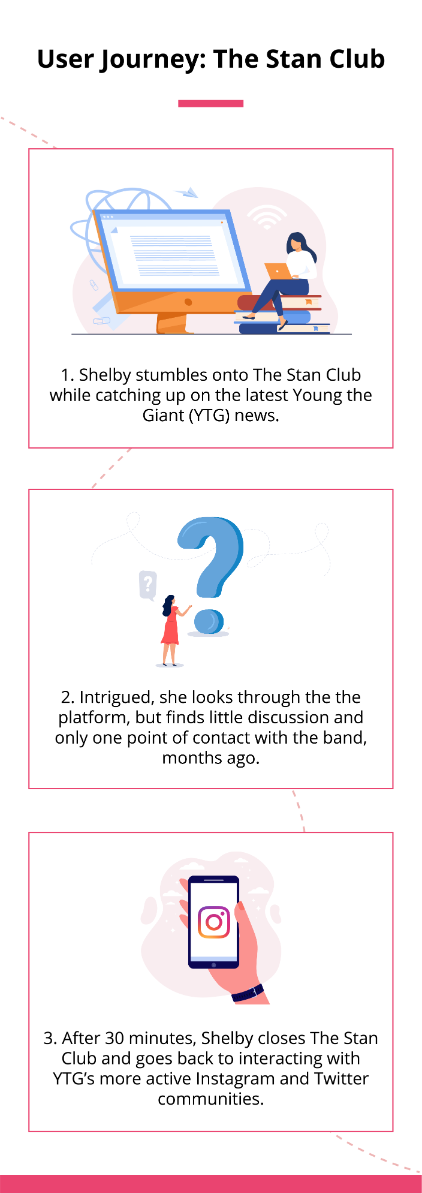 User Journey: The Stan Club
1. Shelby stumbles onto The Stan Club
while catching up on the latest Young the
Giant (YTG) news.
?
?
2. Intrigued, she looks through the the
platform, but finds little discussion and
only one point of contact with the band,
months ago.
3. After 30 minutes, Shelby closes The Stan
Club and goes back to interacting with
YTG’s more active Instagram and Twitter
communities.